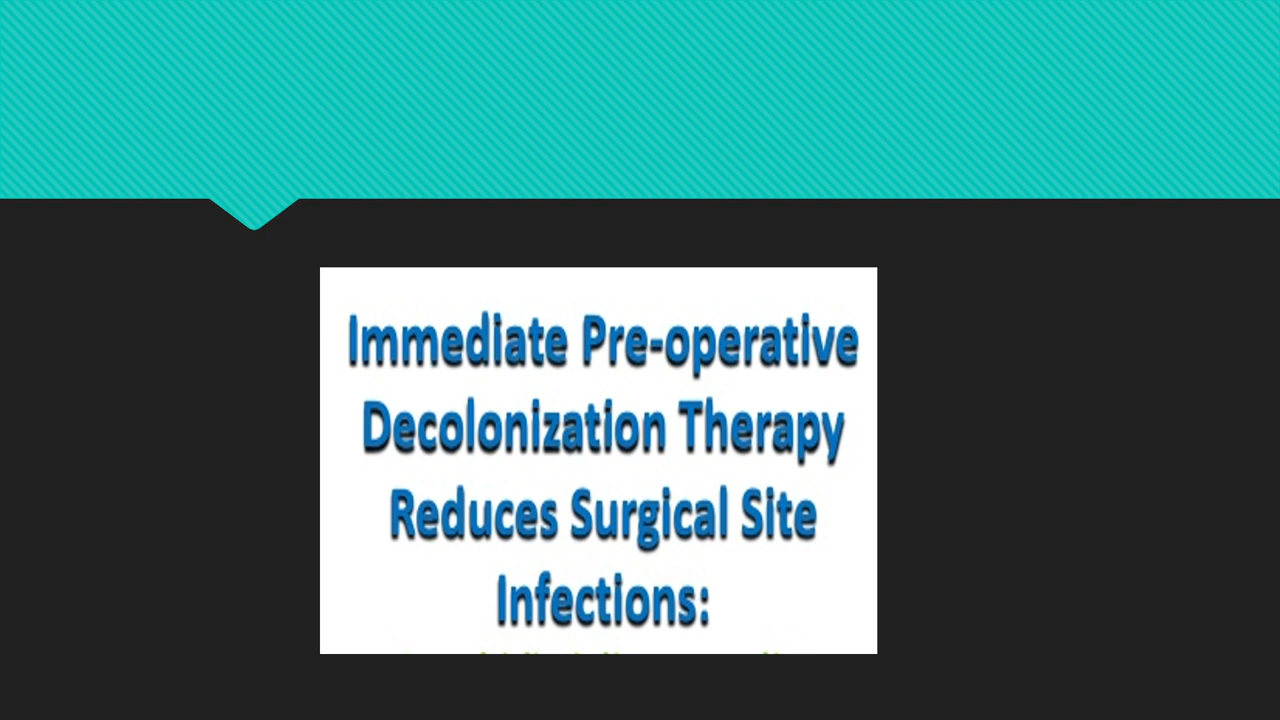 Immediate Pre-operative
Decolonization Therapy
Reduces Surgical Site
Infections: